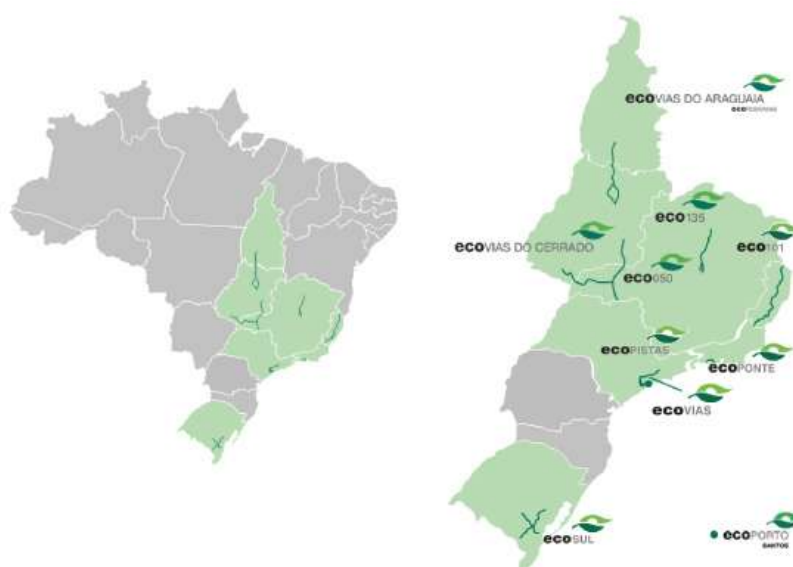 ecoVIAS DO ARAGUAIA
eco135
ecoVIAS DO CERRADO
eco101
eco050
ecoPISTAS
ecoPONTE
ecoVIAS
ecoSUL
ecoPORTO
SANTOS